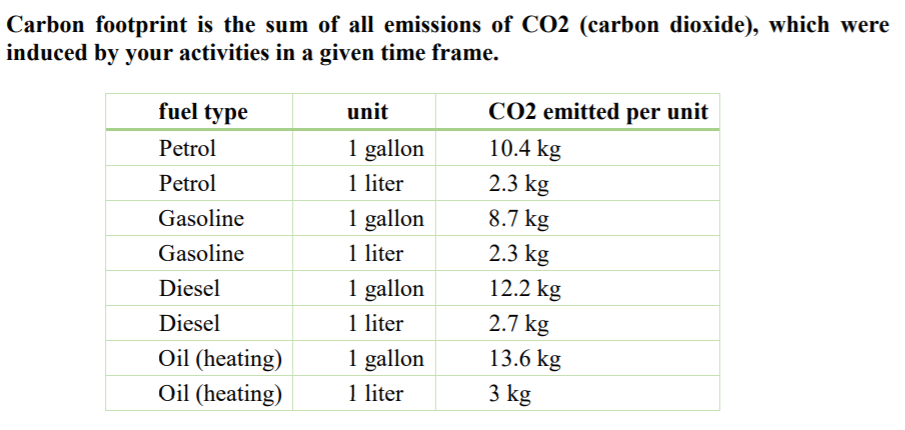 Carbon footprint is the sum of all emissions of CO2 (carbon dioxide), which were
induced by your activities in a given time frame.
fuel type unit CO2 emitted per unit
Petrol 1 gallon 10.4 kg
Petrol 1 liter 2.3 kg
Gasoline 1 gallon 8.7 kg
Gasoline 1 liter 2.3 kg
Diesel 1 gallon 12.2 kg
Diesel 1 liter 2.7 kg
Oil (heating) 1 gallon 13.6 kg
Oil (heating) 1 liter 3 kg